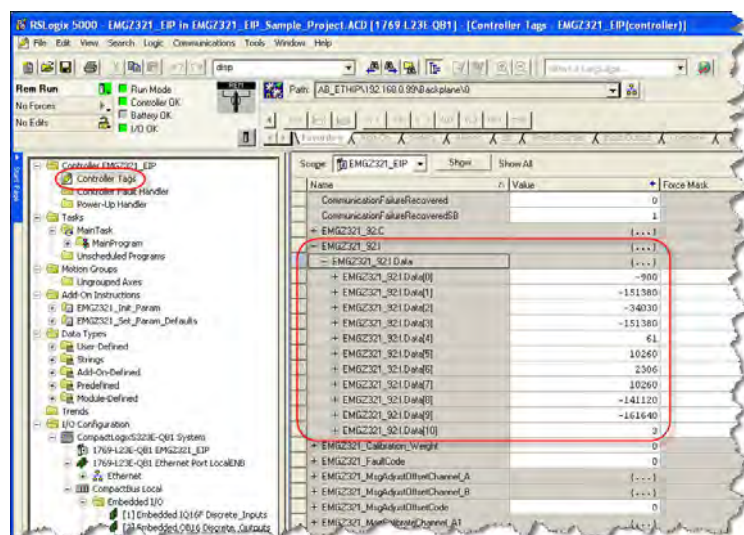 RSLogix 5000 - EMGZ321_EIP in EMGZ321_EIP_Sample_Project.ACD [1769-L23E-QB1] - [Controller Tags - EMGZ321_EIP(controller)]
File Edit View Search Logic Communications Tools Window Help
disp
Rem Run
No Forces
No Edits
Run Mode
Controller OK
Battery OK
I/O OK
REM
Path: AB_ETHIP\192.168.0.99\Backplane\0
Favorites
Start Page
Controller EMGZ321_EIP
Controller Tags
Controller Fault Handler
Power-Up Handler
Tasks
MainTask
MainProgram
Unscheduled Programs
Motion Groups
Ungrouped Axes
Add-On Instructions
EMGZ321_Init_Param
EMGZ321_Set_Param_Defaults
Data Types
User-Defined
Strings
Add-On-Defined
Predefined
Module-Defined
Trends
I/O Configuration
CompactLogix5323E-QB1 System
1769-L23E-QB1 EMGZ321_EIP
1769-L23E-QB1 Ethernet Port LocalENB
Ethernet
CompactBus Local
Embedded I/O
[1] Embedded IQ16F Discrete_Inputs
[2] Embedded OB16 Discrete_Outputs
Scope: EMGZ321_EIP Show Show All
Name Value Force Mask
CommunicationFailureRecovered 0
CommunicationFailureRecoveredSB 1
+ EMGZ321_92:C {...}
- EMGZ321_92:I {...}
- EMGZ321_92:I.Data {...}
+ EMGZ321_92:I.Data[0] -900
+ EMGZ321_92:I.Data[1] -151380
+ EMGZ321_92:I.Data[2] -34030
+ EMGZ321_92:I.Data[3] -151380
+ EMGZ321_92:I.Data[4] 61
+ EMGZ321_92:I.Data[5] 10260
+ EMGZ321_92:I.Data[6] 2306
+ EMGZ321_92:I.Data[7] 10260
+ EMGZ321_92:I.Data[8] -141120
+ EMGZ321_92:I.Data[9] -161640
+ EMGZ321_92:I.Data[10] 3
+ EMGZ321_Calibration_Weight 0
+ EMGZ321_FaultCode 0
+ EMGZ321_MsgAdjustOffsetChannel_A {...}
+ EMGZ321_MsgAdjustOffsetChannel_B {...}
+ EMGZ321_MsgAdjustOffsetCode 0
+ EMGZ321_MsgCalibrateChannel_A1 {...}